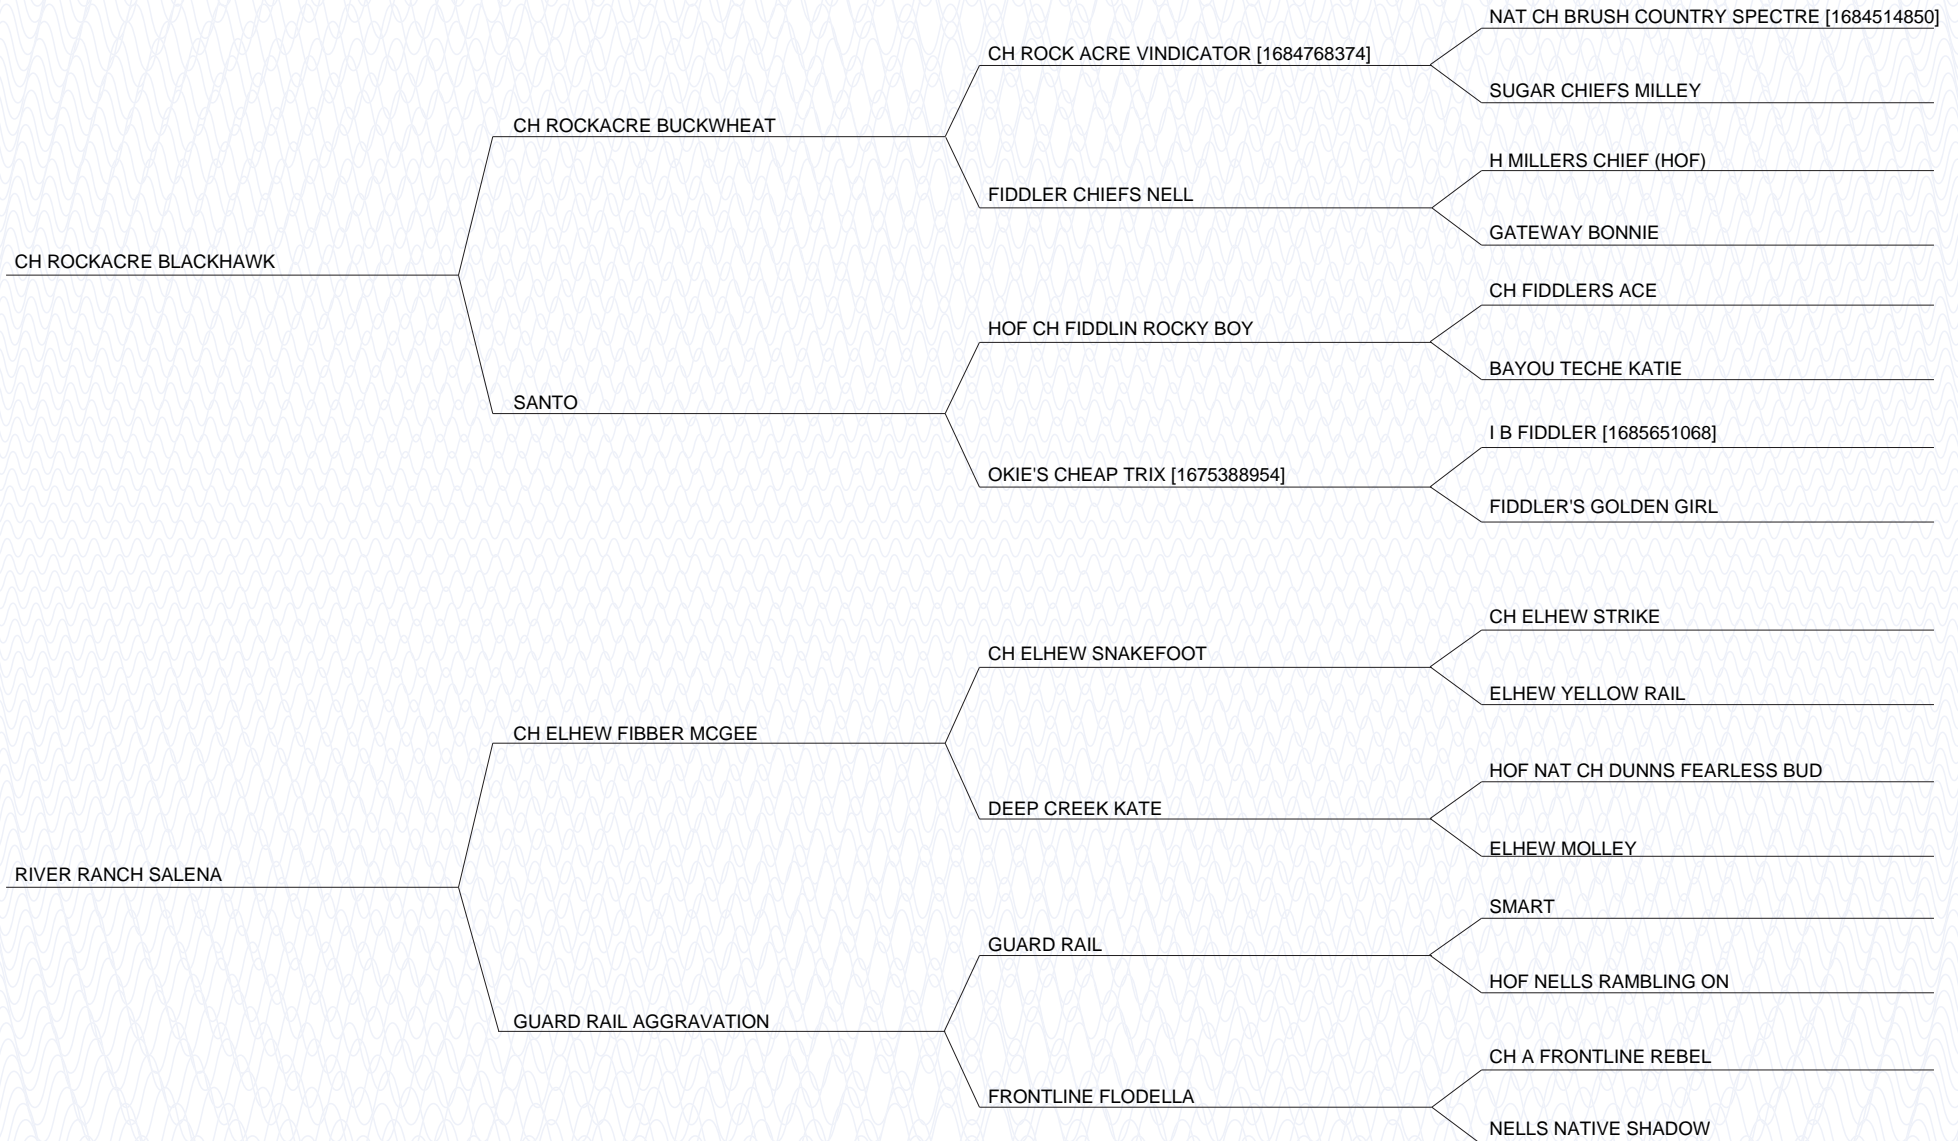 NAT CH BRUSH COUNTRY SPECTRE [1684514850]
CH ROCK ACRE VINDICATOR [1684768374]
SUGAR CHIEFS MILLEY
CH ROCKACRE BUCKWHEAT
H MILLERS CHIEF (HOF)
FIDDLER CHIEFS NELL
GATEWAY BONNIE
CH ROCKACRE BLACKHAWK
CH FIDDLERS ACE
HOF CH FIDDLIN ROCKY BOY
BAYOU TECHE KATIE
SANTO
I B FIDDLER [1685651068]
OKIE'S CHEAP TRIX [1675388954]
FIDDLER'S GOLDEN GIRL
CH ELHEW STRIKE
CH ELHEW SNAKEFOOT
ELHEW YELLOW RAIL
CH ELHEW FIBBER MCGEE
HOF NAT CH DUNNS FEARLESS BUD
DEEP CREEK KATE
ELHEW MOLLEY
RIVER RANCH SALENA
SMART
GUARD RAIL
HOF NELLS RAMBLING ON
GUARD RAIL AGGRAVATION
CH A FRONTLINE REBEL
FRONTLINE FLODELLA
NELLS NATIVE SHADOW